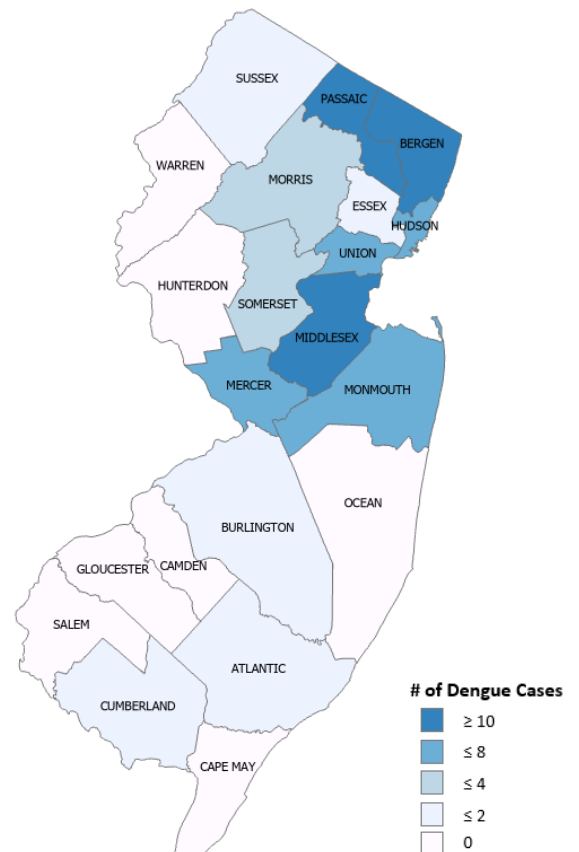 SUSSEX
PASSAIC
BERGEN
WARREN
MORRIS
ESSEX
HUDSON
UNION
HUNTERDON
SOMERSET
MIDDLESEX
MERCER
MONMOUTH
OCEAN
BURLINGTON
CAMDEN
GLOUCESTER
SALEM
ATLANTIC
CUMBERLAND
CAPE MAY
# of Dengue Cases
≥ 10
≤ 8
≤ 4
≤ 2
0